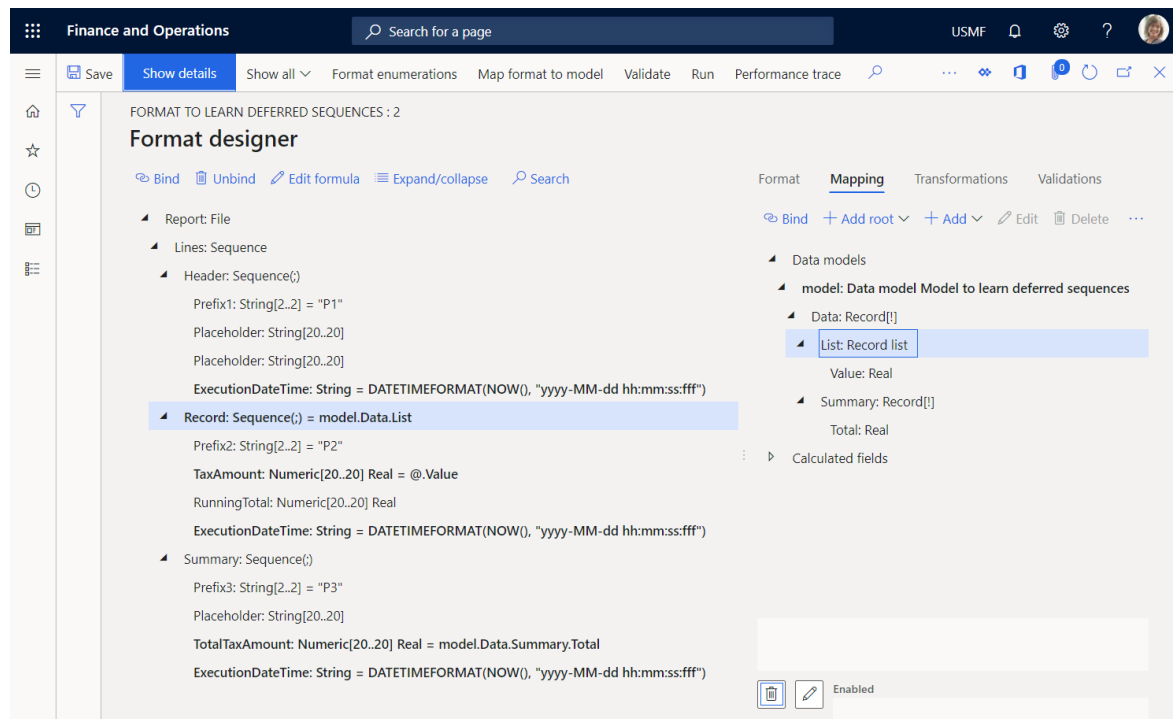 Finance and Operations
Search for a page
USMF
?
Save
Show details
Show all
Format enumerations
Map format to model
Validate
Run
Performance trace
...
0
FORMAT TO LEARN DEFERRED SEQUENCES : 2
Format designer
Bind
Unbind
Edit formula
Expand/collapse
Search
Report: File
Lines: Sequence
Header: Sequence(;)
Prefix1: String[2..2] = "P1"
Placeholder: String[20..20]
Placeholder: String[20..20]
ExecutionDateTime: String = DATETIMEFORMAT(NOW(), "yyyy-MM-dd hh:mm:ss:fff")
Record: Sequence(;) = model.Data.List
Prefix2: String[2..2] = "P2"
TaxAmount: Numeric[20..20] Real = @.Value
RunningTotal: Numeric[20..20] Real
ExecutionDateTime: String = DATETIMEFORMAT(NOW(), "yyyy-MM-dd hh:mm:ss:fff")
Summary: Sequence(;)
Prefix3: String[2..2] = "P3"
Placeholder: String[20..20]
TotalTaxAmount: Numeric[20..20] Real = model.Data.Summary.Total
ExecutionDateTime: String = DATETIMEFORMAT(NOW(), "yyyy-MM-dd hh:mm:ss:fff")
Format
Mapping
Transformations
Validations
Bind
Add root
Add
Edit
Delete
...
Data models
model: Data model Model to learn deferred sequences
Data: Record[!]
List: Record list
Value: Real
Summary: Record[!]
Total: Real
Calculated fields
Enabled